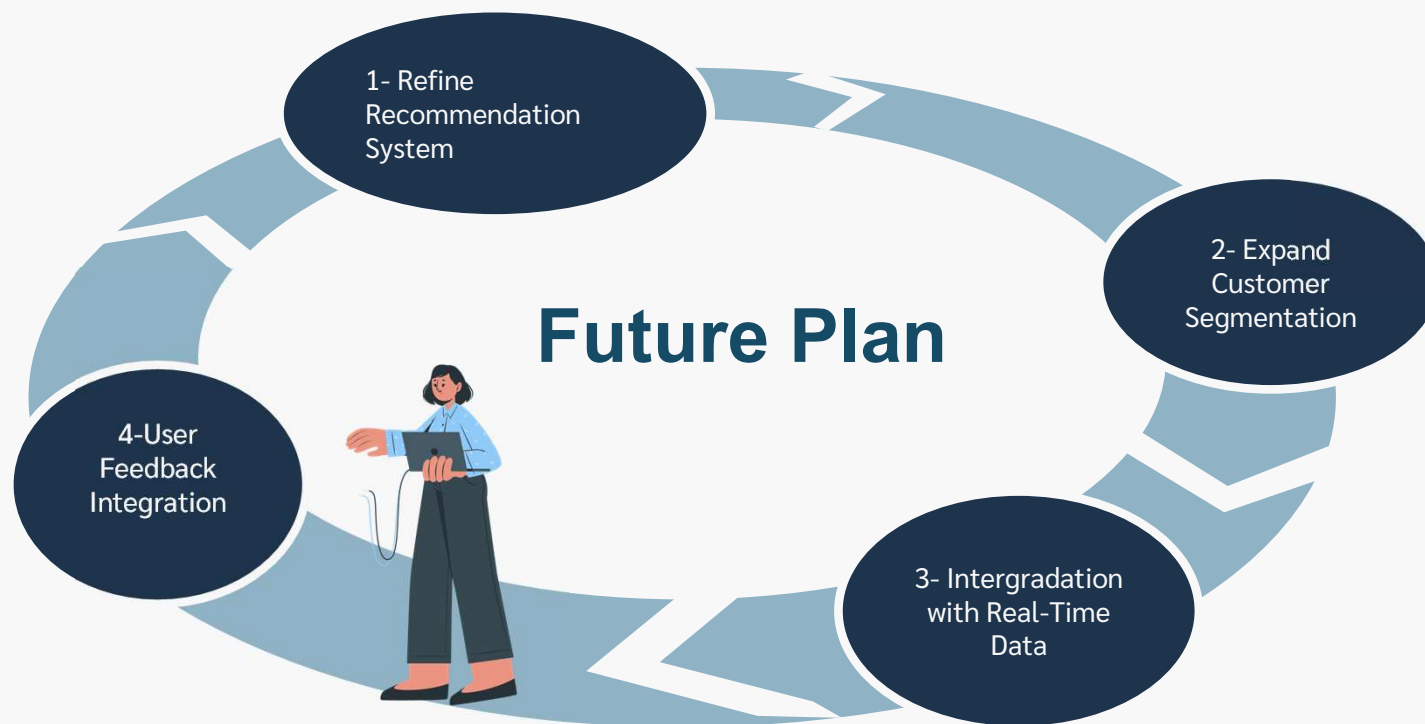 1- Refine
Recommendation
System
2- Expand
Customer
Segmentation
Future Plan
4-User
Feedback
Integration
3- Intergradation
with Real-Time
Data